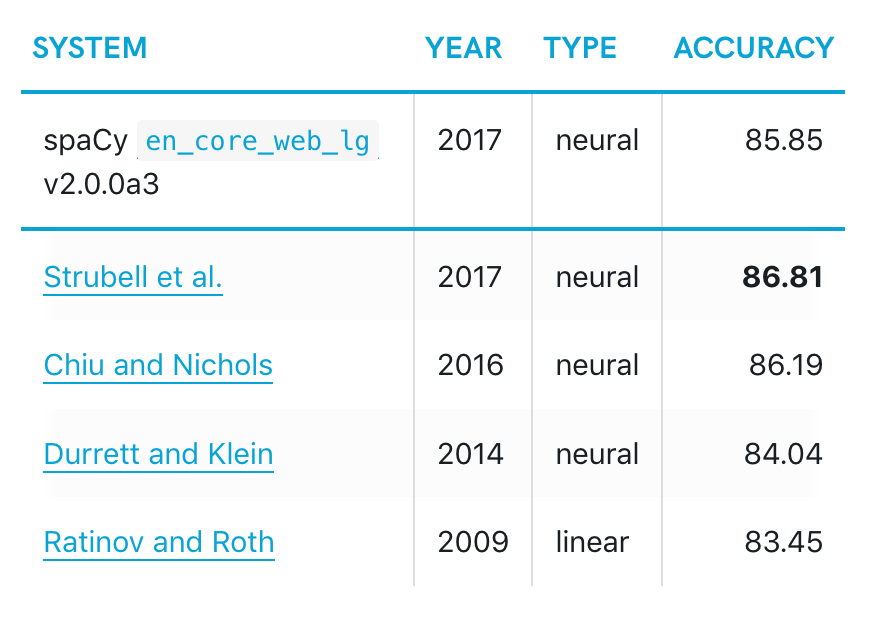 SYSTEM YEAR TYPE ACCURACY
spaCy en_core_web_lg 2017 neural 85.85
v2.0.0a3
Strubell et al. 2017 neural 86.81
Chiu and Nichols 2016 neural 86.19
Durrett and Klein 2014 neural 84.04
Ratinov and Roth 2009 linear 83.45